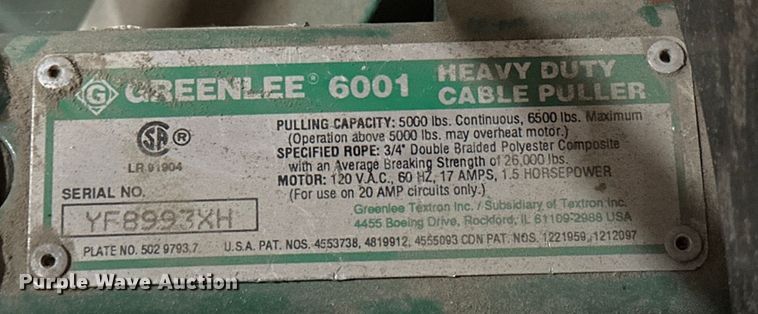 G GREENLEE® 6001 HEAVY DUTY
CABLE PULLER
PULLING CAPACITY: 5000 lbs. Continuous, 6500 lbs. Maximum
(Operation above 5000 lbs. may overheat motor.)
SPECIFIED ROPE: 3/4" Double Braided Polyester Composite
with an Average Breaking Strength of 26,000 lbs.
MOTOR: 120 V.A.C., 60 HZ, 17 AMPS, 1.5 HORSEPOWER
(For use on 20 AMP circuits only.)
Greenlee Textron Inc. / Subsidiary of Textron Inc.
4455 Boeing Drive, Rockford, IL 61109-2988 USA
SA ®
LR 91904
SERIAL NO.
YF8993XH
PLATE NO. 502 9793.7 U.S.A. PAT. NOS. 4553738, 4819912, 4555093 CDN PAT. NOS. 1221959, 1212097
Purple Wave Auction